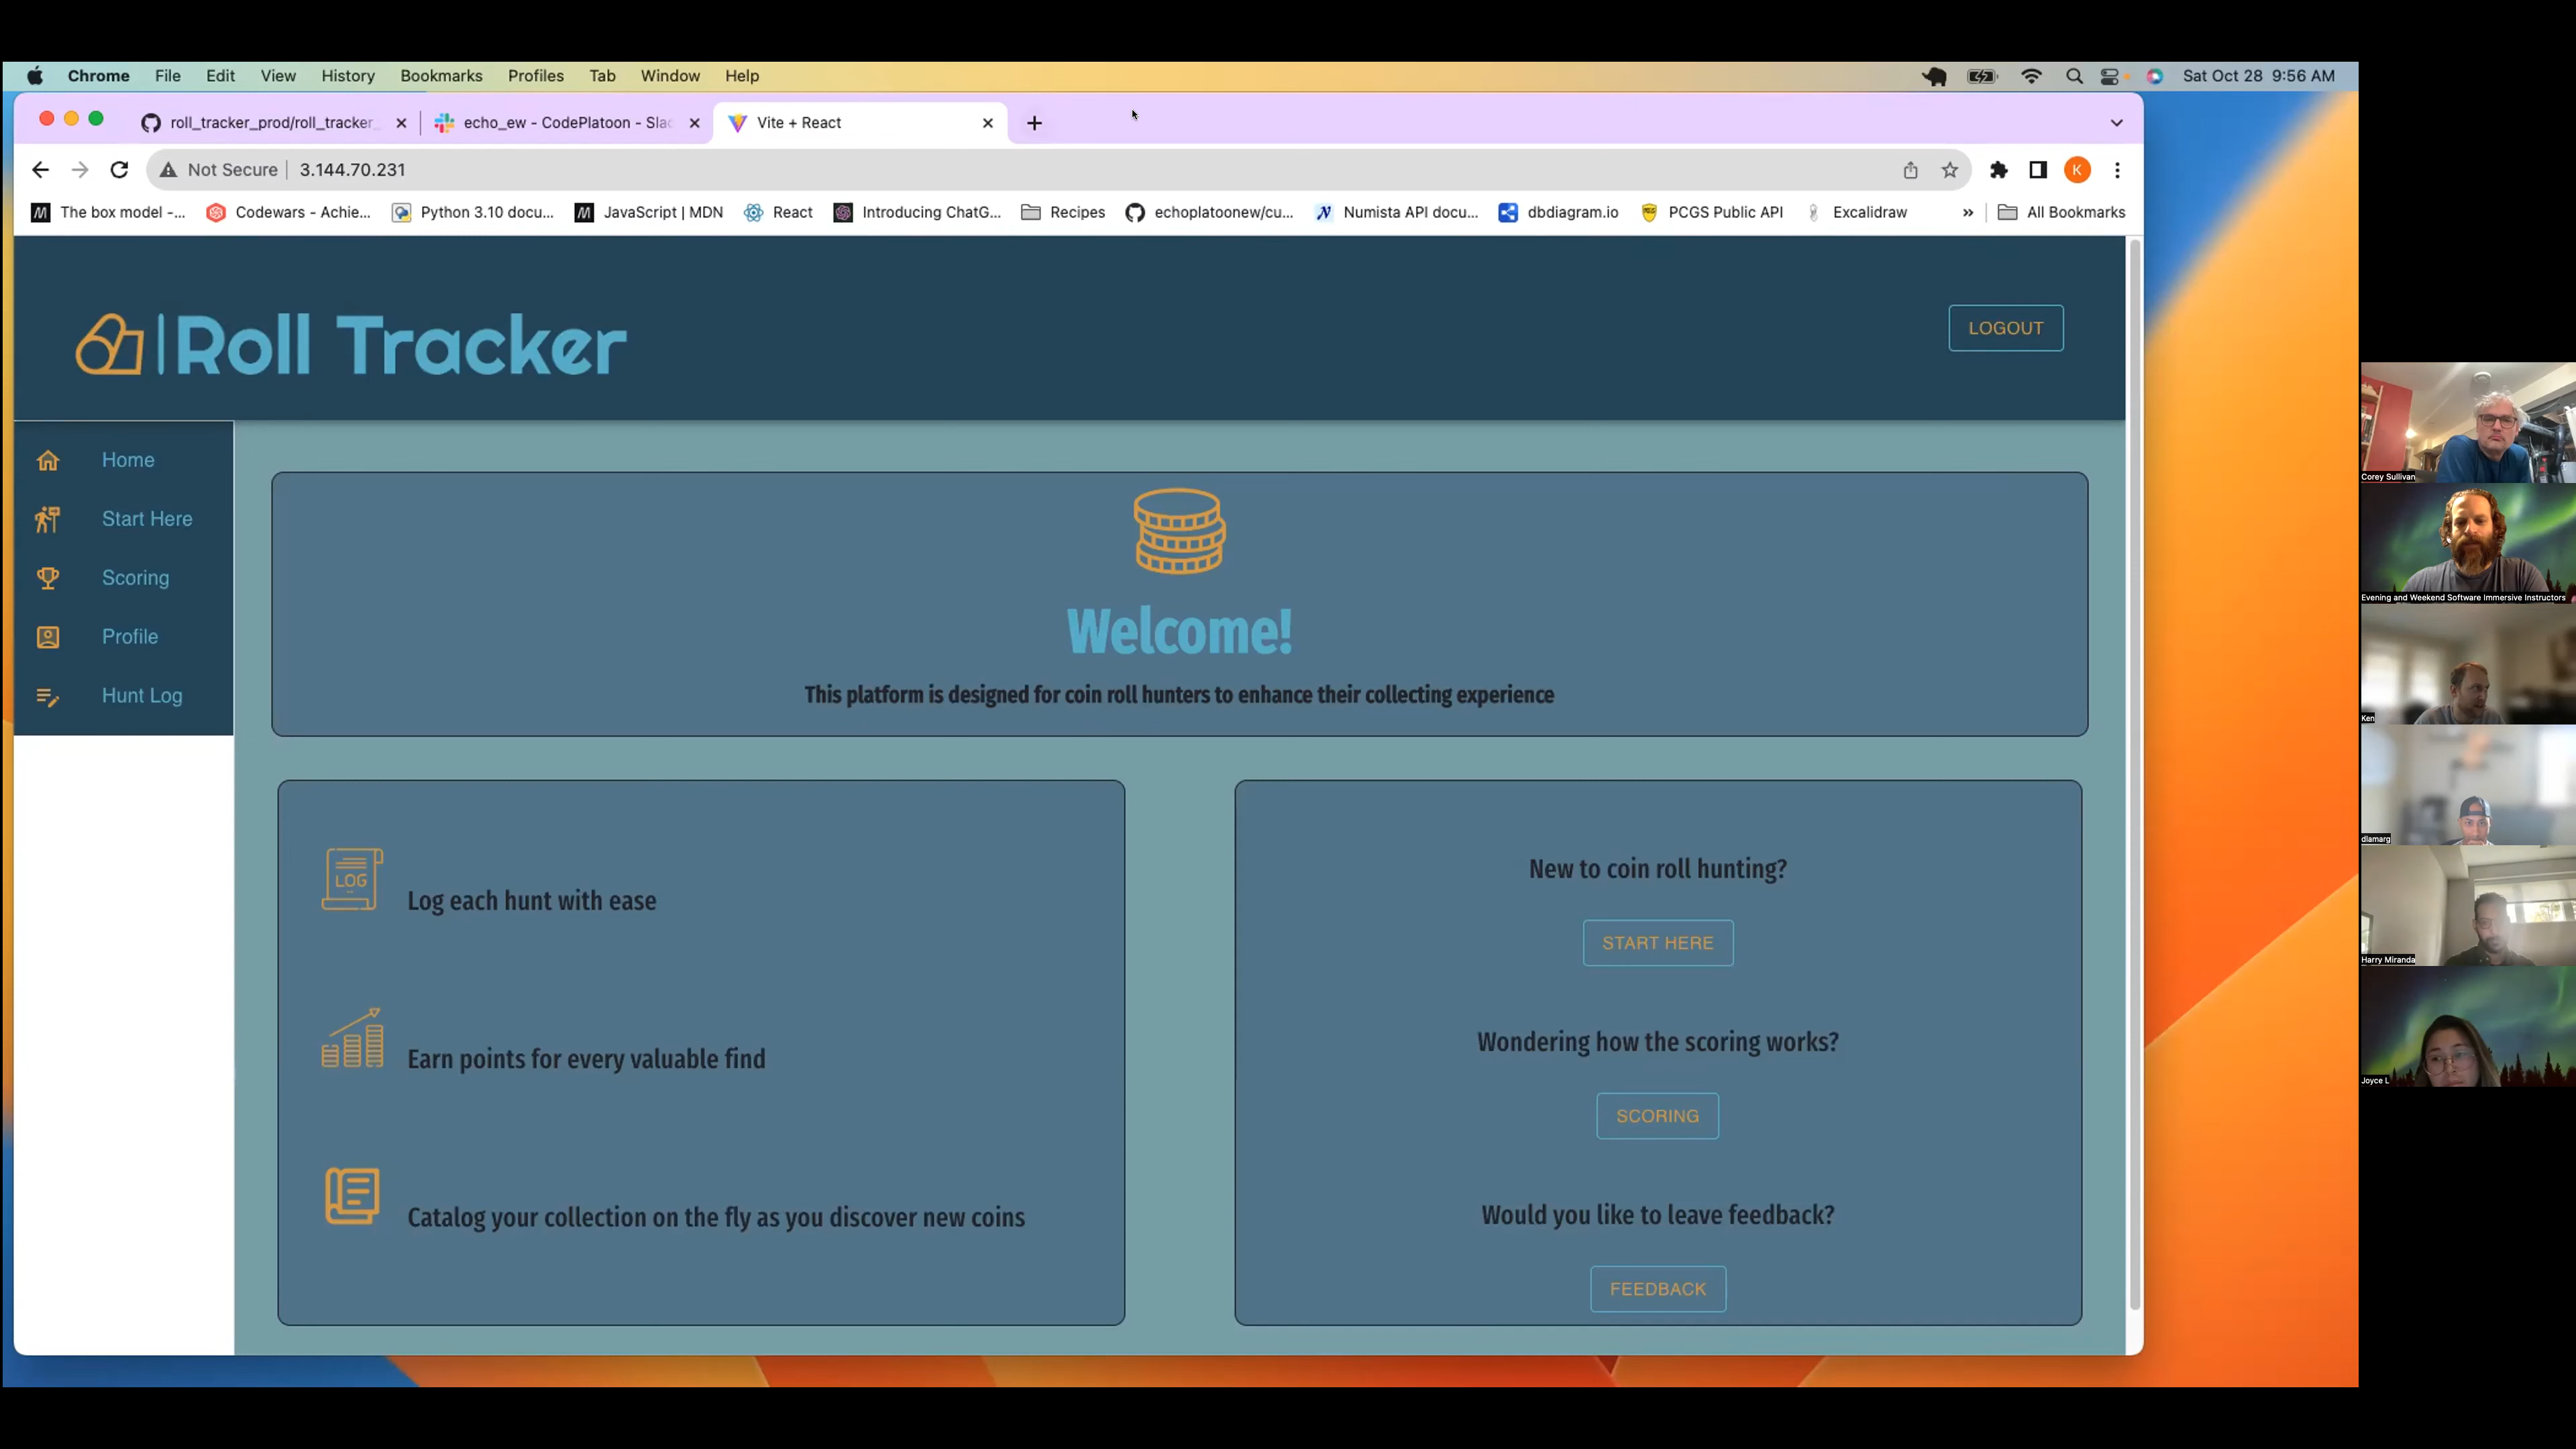 Chrome File Edit View History Bookmarks Profiles Tab Window Help Sat Oct 28 9:56 AM
roll_tracker_prod/roll_tracker_ echo_ew - CodePlatoon - Slac Vite + React
Not Secure 3.144.70.231 K
The box model -... Codewars - Achie... Python 3.10 docu... JavaScript | MDN React Introducing ChatG... Recipes echoplatoonew/cu... Numista API docu... dbdiagram.io PCGS Public API Excalidraw » All Bookmarks
Roll Tracker
LOGOUT
Home
Start Here
Scoring
Profile
Hunt Log
Welcome!
This platform is designed for coin roll hunters to enhance their collecting experience
LOG
Log each hunt with ease
Earn points for every valuable find
Catalog your collection on the fly as you discover new coins
New to coin roll hunting?
START HERE
Wondering how the scoring works?
SCORING
Would you like to leave feedback?
FEEDBACK
Corey Sullivan
Evening and Weekend Software Immersive Instructors
Ken
dlamarg
Harry Miranda
Joyce L